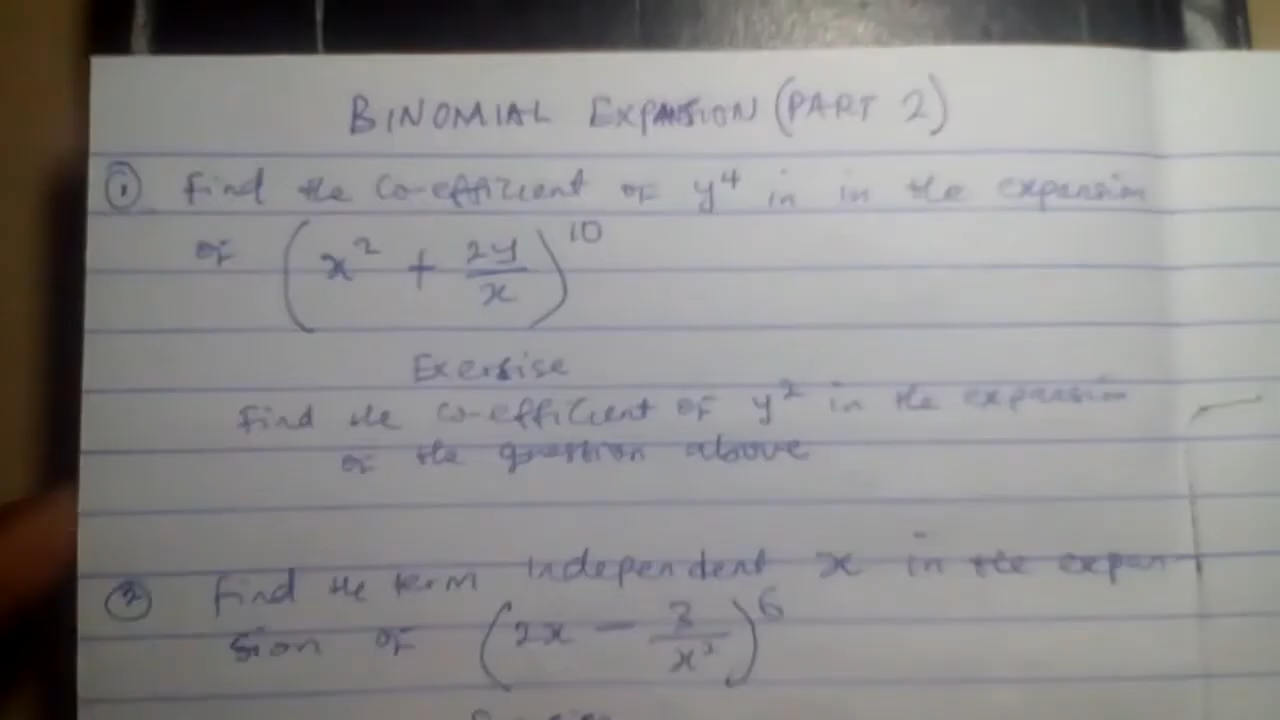 BINOMIAL EXPANSION (PART 2)
① Find the co-efficient of y⁴ in in the expansion
of (x² + 2y/x)¹⁰
Exercise
Find the co-efficient of y² in the expansion
of the question above
② Find the term independent x in the expan-
sion of (2x - 3/x²)⁶